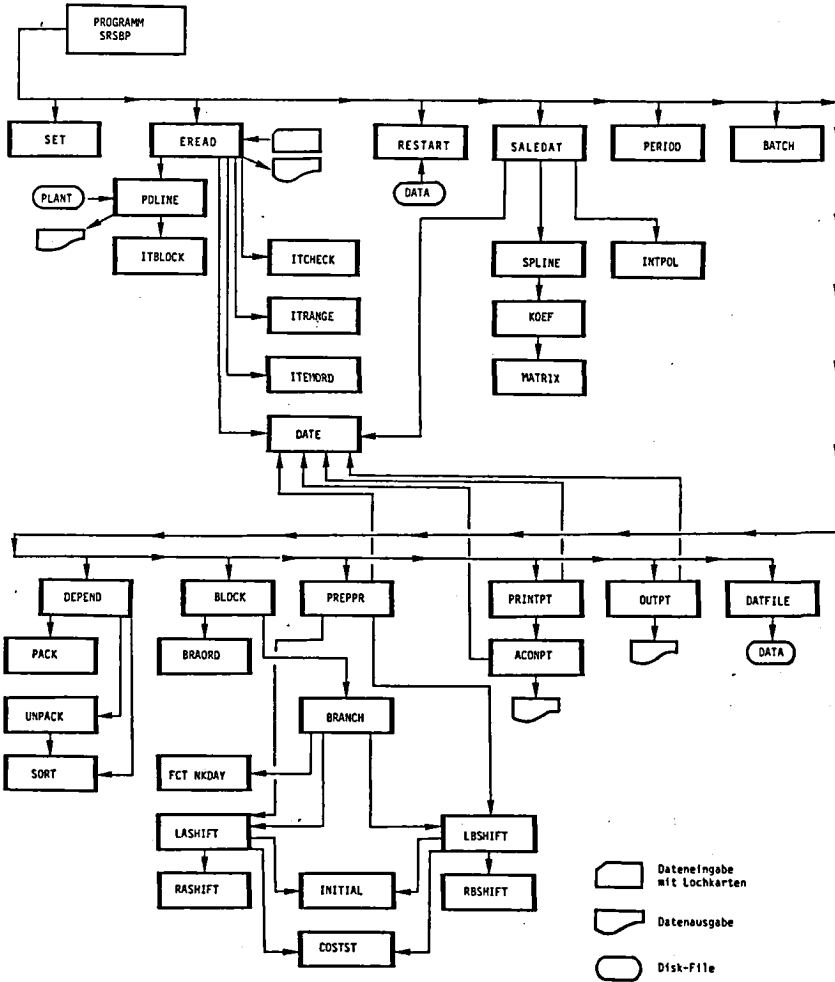 PROGRAMM
SRSBP
SET
EREAD
RESTART
SALEDAT
PERIOD
BATCH
PLANT
PDLINE
DATA
ITBLOCK
ITCHECK
SPLINE
INTPOL
ITRANGE
KOEF
ITEMORD
MATRIX
DATE
DEPEND
BLOCK
PREPPR
PRINTPT
OUTPT
DATFILE
PACK
BRAORD
ACONPT
DATA
UNPACK
BRANCH
SORT
FCT NKDAY
LASHIFT
LBSHIFT
RASHIFT
INITIAL
RBSHIFT
COSTST
Dateneingabe
mit Lochkarten
Datenausgabe
Disk-File